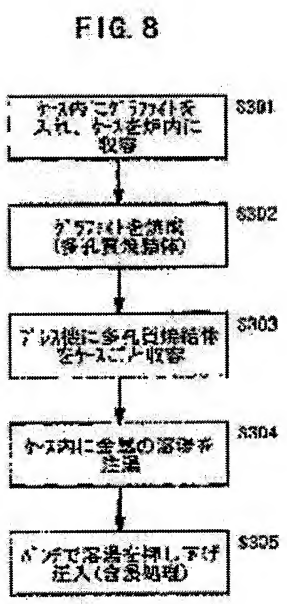 FIG. 8
ケース内にグラファイトを
入れ、ケースを炉内に
収容
S301
グラファイトを焼成
(多孔質焼結体)
S302
プレス機に多孔質焼結体
をケースごと収容
S303
ケース内に金属の溶湯を
注湯
S304
パンチで溶湯を押し下げ
圧入(含浸処理)
S305